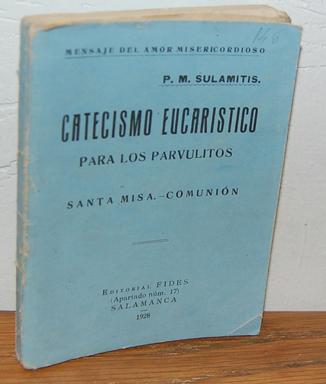 146
MENSAJE DEL AMOR MISERICORDIOSO
P. M. SULAMITIS.
CATECISMO EUCARISTICO
PARA LOS PARVULITOS
SANTA MISA.—COMUNIÓN
EDITORIAL FIDES
(Apartado núm. 17)
SALAMANCA
1928